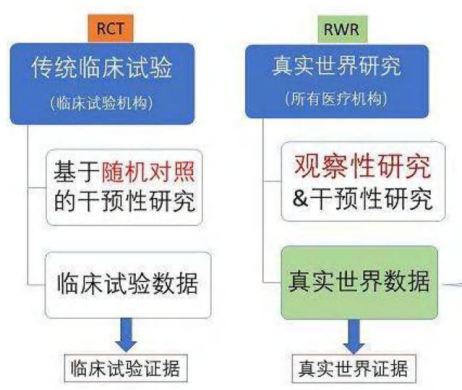 RCT
传统临床试验
(临床试验机构)
基于随机对照
的干预性研究
临床试验数据
临床试验证据
RWR
真实世界研究
(所有医疗机构)
观察性研究
&干预性研究
真实世界数据
真实世界证据